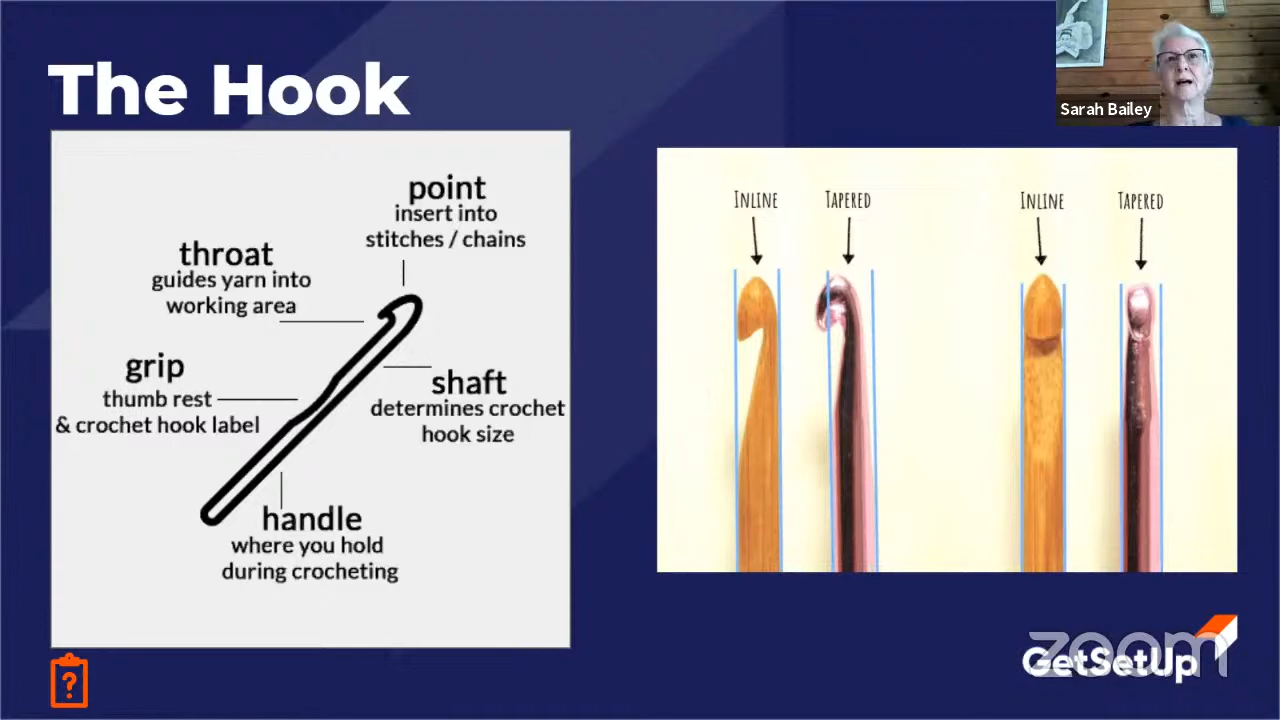 The Hook
point
insert into
stitches / chains
throat
guides yarn into
working area
grip
thumb rest
& crochet hook label
shaft
determines crochet
hook size
handle
where you hold
during crocheting
INLINE
TAPERED
INLINE
TAPERED
Sarah Bailey
?
zoom
GetSetUp